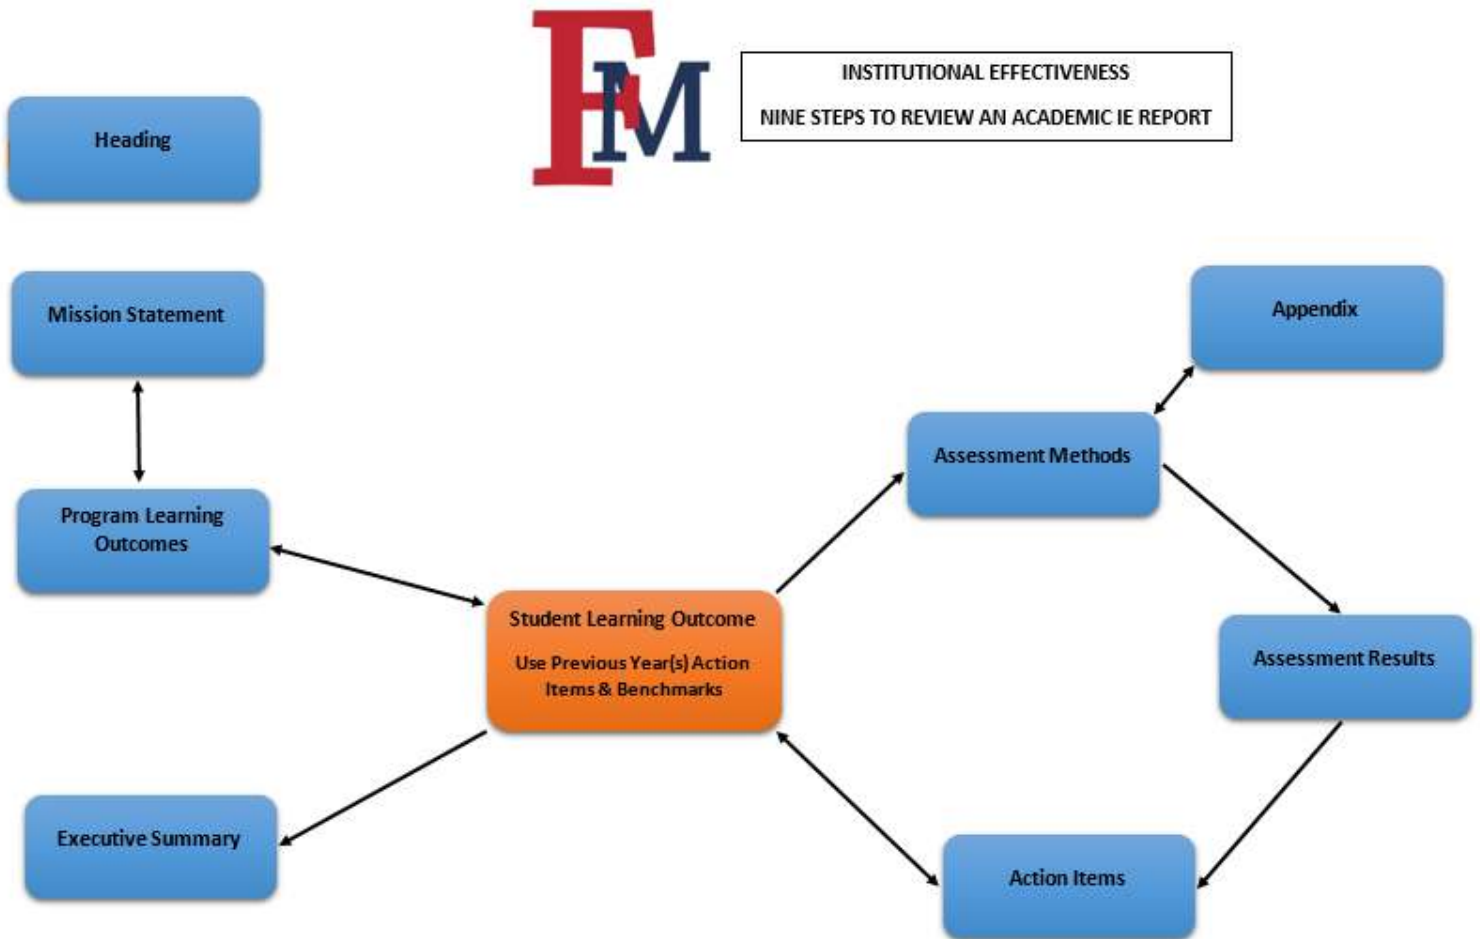 FM
INSTITUTIONAL EFFECTIVENESS
NINE STEPS TO REVIEW AN ACADEMIC IE REPORT
Heading
Mission Statement
Appendix
Assessment Methods
Program Learning
Outcomes
Student Learning Outcome
Use Previous Year(s) Action
Items & Benchmarks
Assessment Results
Executive Summary
Action Items